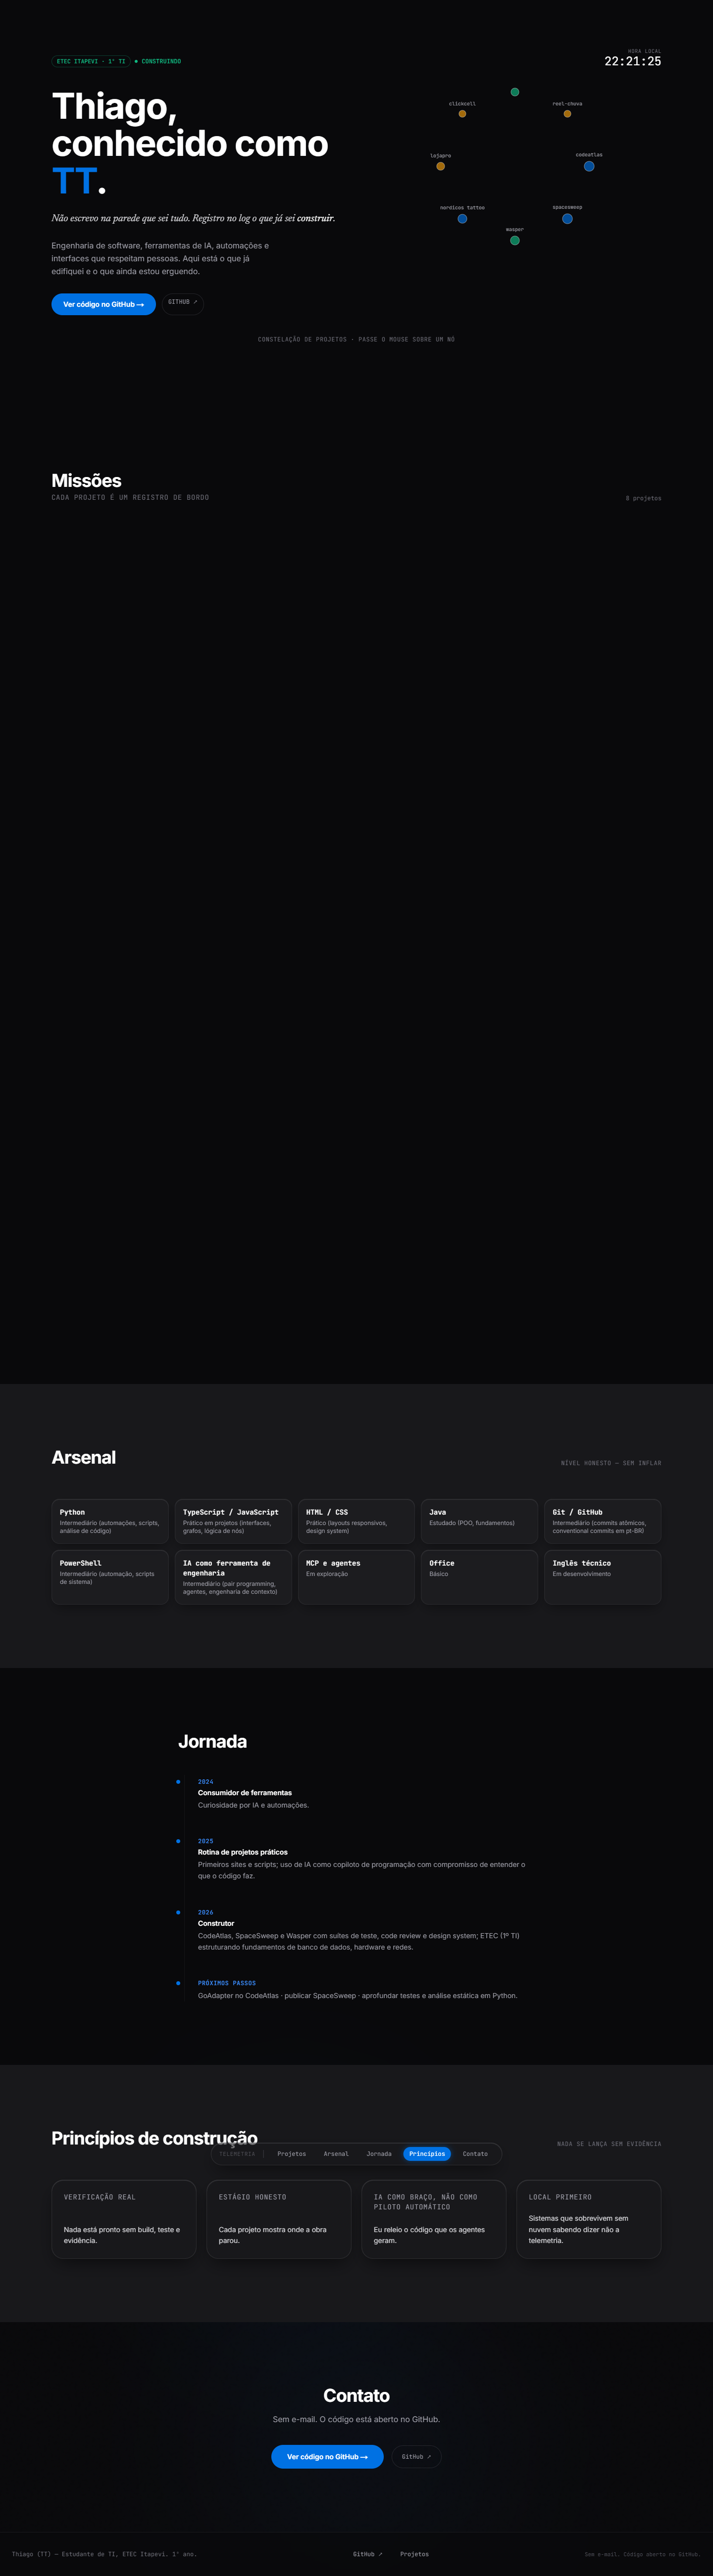 ETEC ITAPEVI · 1º TI
CONSTRUINDO
HORA LOCAL
22:21:25
Thiago,
conhecido como
TT.
Não escrevo na parede que sei tudo. Registro no log o que já sei construir.
Engenharia de software, ferramentas de IA, automações e
interfaces que respeitam pessoas. Aqui está o que já
edifiquei e o que ainda estou erguendo.
Ver código no GitHub →
GITHUB ↗
clickcell
reel-chuva
lojapro
codeatlas
nordicos tattoo
spacesweep
wasper
CONSTELAÇÃO DE PROJETOS · PASSE O MOUSE SOBRE UM NÓ
Missões
CADA PROJETO É UM REGISTRO DE BORDO
8 projetos
Arsenal
NÍVEL HONESTO — SEM INFLAR
Python
Intermediário (automações, scripts,
análise de código)
TypeScript / JavaScript
Prático em projetos (interfaces,
grafos, lógica de nós)
HTML / CSS
Prático (layouts responsivos,
design system)
Java
Estudado (POO, fundamentos)
Git / GitHub
Intermediário (commits atômicos,
conventional commits em pt-BR)
PowerShell
Intermediário (automação, scripts
de sistema)
IA como ferramenta de
engenharia
Intermediário (pair programming,
agentes, engenharia de contexto)
MCP e agentes
Em exploração
Office
Básico
Inglês técnico
Em desenvolvimento
Jornada
2024
Consumidor de ferramentas
Curiosidade por IA e automações.
2025
Rotina de projetos práticos
Primeiros sites e scripts; uso de IA como copiloto de programação com compromisso de entender o
que o código faz.
2026
Construtor
CodeAtlas, SpaceSweep e Wasper com suítes de teste, code review e design system; ETEC (1º TI)
estruturando fundamentos de banco de dados, hardware e redes.
PRÓXIMOS PASSOS
GoAdapter no CodeAtlas · publicar SpaceSweep · aprofundar testes e análise estática em Python.
Princípios de construção
NADA SE LANÇA SEM EVIDÊNCIA
TELEMETRIA
Projetos
Arsenal
Jornada
Princípios
Contato
VERIFICAÇÃO REAL
Nada está pronto sem build, teste e
evidência.
ESTÁGIO HONESTO
Cada projeto mostra onde a obra
parou.
IA COMO BRAÇO, NÃO COMO
PILOTO AUTOMÁTICO
Eu releio o código que os agentes
geram.
LOCAL PRIMEIRO
Sistemas que sobrevivem sem
nuvem sabendo dizer não a
telemetria.
Contato
Sem e-mail. O código está aberto no GitHub.
Ver código no GitHub →
GitHub ↗
Thiago (TT) — Estudante de TI, ETEC Itapevi. 1º ano.
GitHub ↗
Projetos
Sem e-mail. Código aberto no GitHub.